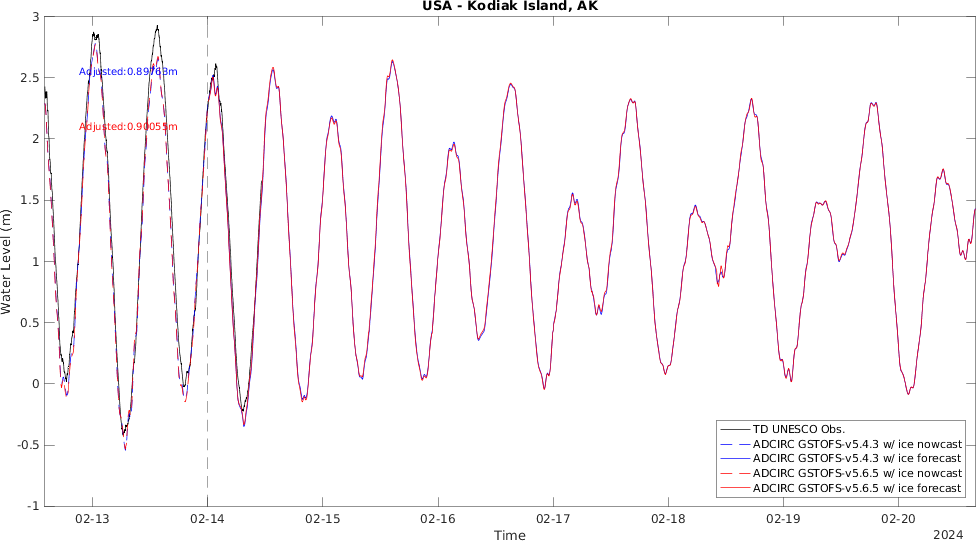 USA - Kodiak Island, AK
3
2.5
2
1.5
1
0.5
0
-0.5
-1
Water Level (m)
Adjusted:0.89763m
Adjusted:0.90055m
TD UNESCO Obs.
ADCIRC GSTOFS-v5.4.3 w/ ice nowcast
ADCIRC GSTOFS-v5.4.3 w/ ice forecast
ADCIRC GSTOFS-v5.6.5 w/ ice nowcast
ADCIRC GSTOFS-v5.6.5 w/ ice forecast
02-13 02-14 02-15 02-16 02-17 02-18 02-19 02-20
Time
2024